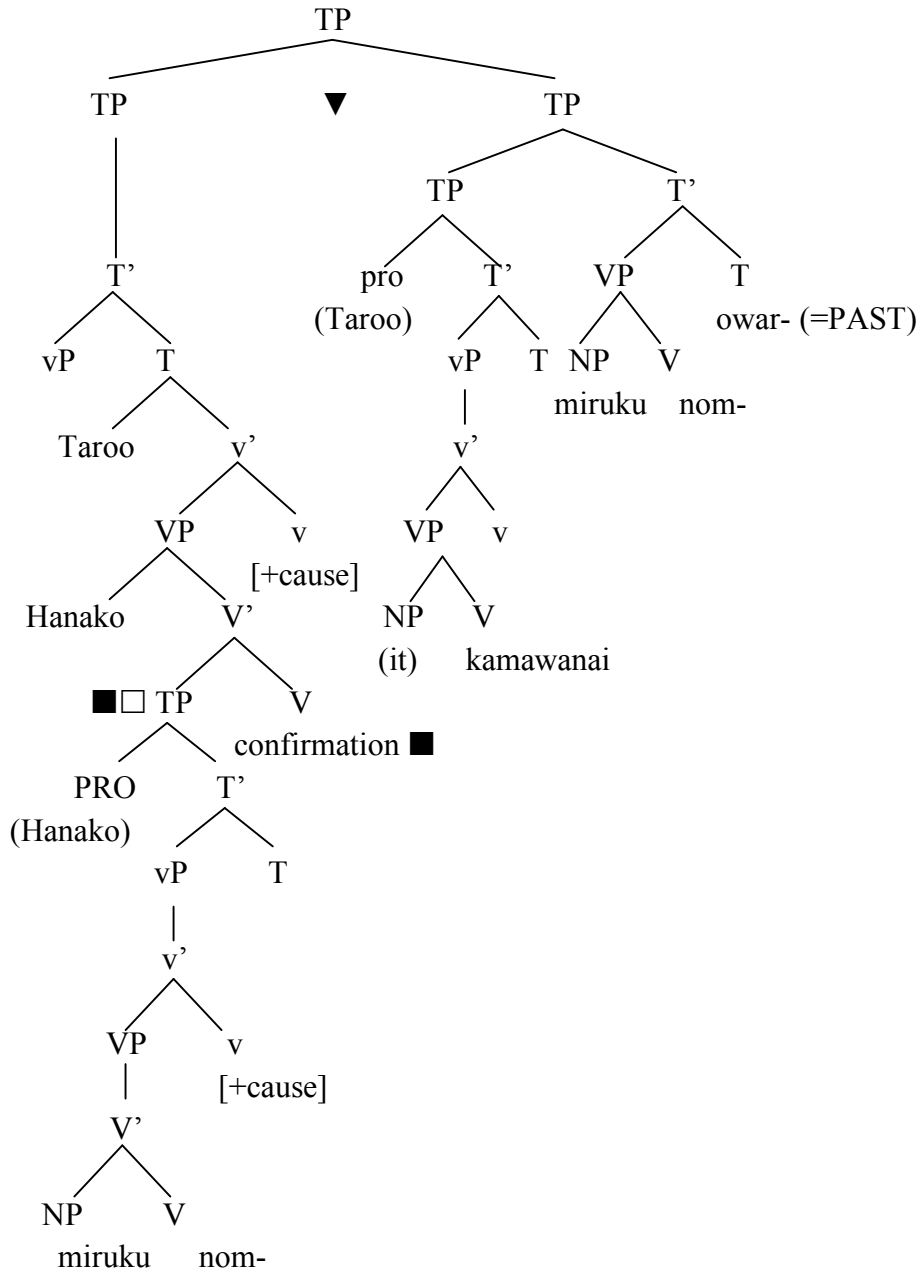 TP
TP ▼ TP
TP T’
T’ pro T’ VP T
(Taroo) owar- (=PAST)
vP T vP T NP V
miruku nom-
Taroo v’ v’
VP v VP v
[+cause]
Hanako V’ NP V
(it) kamawanai
■□ TP V
confirmation ■
PRO T’
(Hanako)
vP T
v’
VP v
[+cause]
V’
NP V
miruku nom-